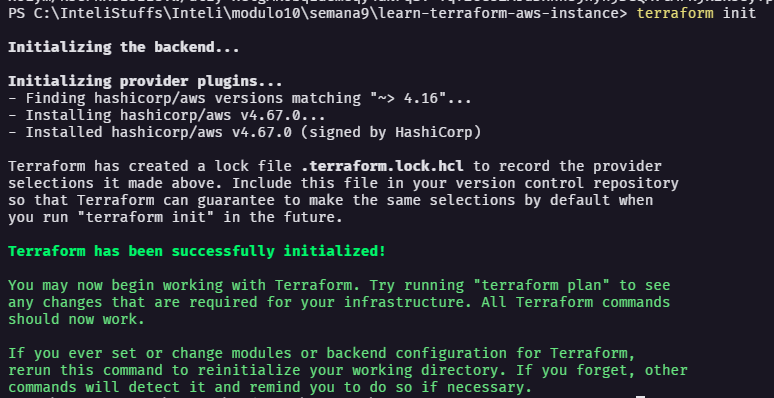 PS C:\InteliStuffs\Inteli\modulo10\semana9\learn-terraform-aws-instance> terraform init
Initializing the backend...
Initializing provider plugins...
- Finding hashicorp/aws versions matching "~> 4.16"...
- Installing hashicorp/aws v4.67.0...
- Installed hashicorp/aws v4.67.0 (signed by HashiCorp)
Terraform has created a lock file .terraform.lock.hcl to record the provider
selections it made above. Include this file in your version control repository
so that Terraform can guarantee to make the same selections by default when
you run "terraform init" in the future.
Terraform has been successfully initialized!
You may now begin working with Terraform. Try running "terraform plan" to see
any changes that are required for your infrastructure. All Terraform commands
should now work.
If you ever set or change modules or backend configuration for Terraform,
rerun this command to reinitialize your working directory. If you forget, other
commands will detect it and remind you to do so if necessary.